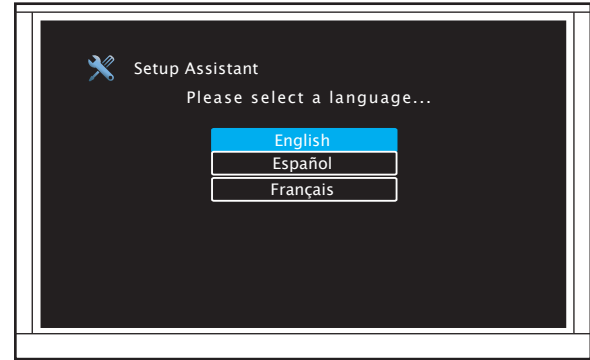 Setup Assistant
Please select a language...
English
Español
Français